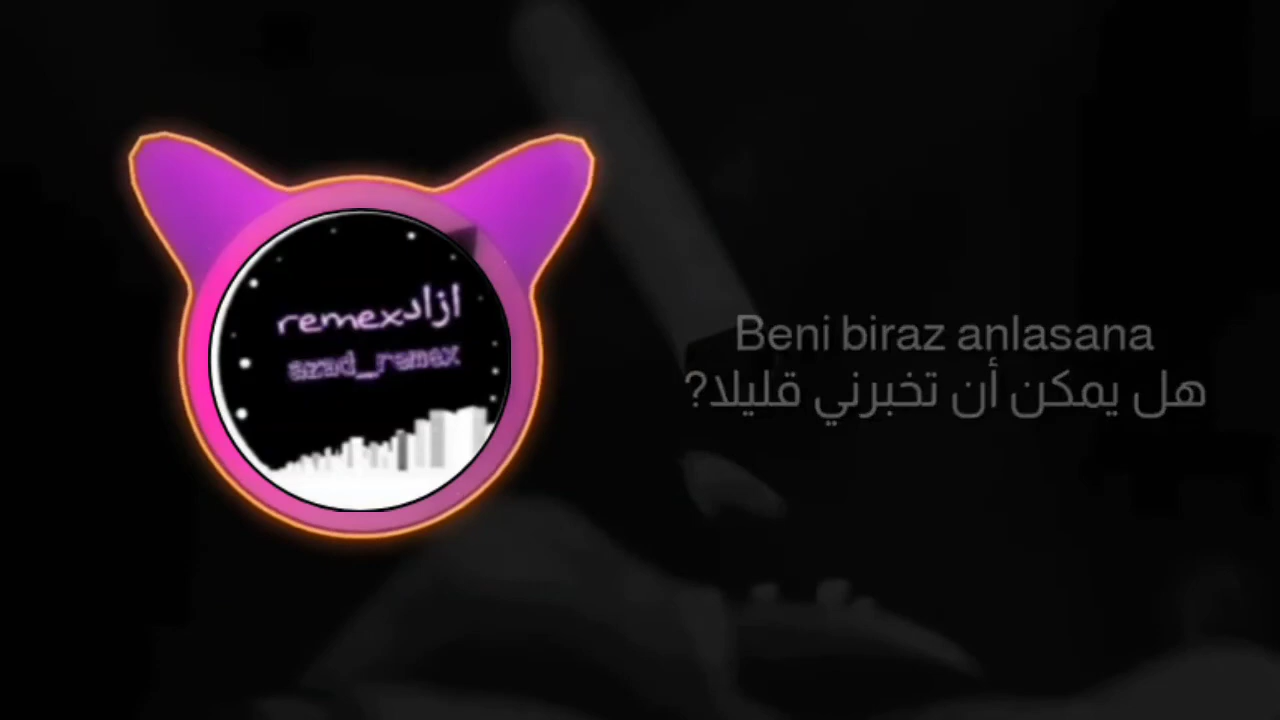 remexازاد
azad_remex
Beni biraz anlasana
هل يمكن أن تخبرني قليلا?